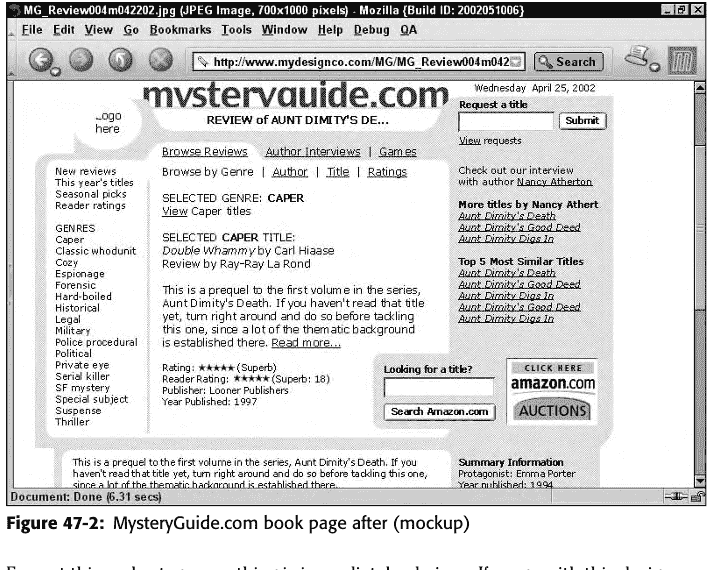 MG_Review004m042202.jpg (JPEG Image, 700x1000 pixels) - Mozilla {Build ID: 2002051006}
File Edit View Go Bookmarks Tools Window Help Debug QA
http://www.mydesignco.com/MG/MG_Review004m042
Search
Wednesday April 25, 2002
mysteryguide.com
Logo
here
REVIEW of AUNT DIMITY'S DE...
Request a title
Submit
View requests
Browse Reviews | Author Interviews | Games
Browse by Genre | Author | Title | Ratings
New reviews
This year's titles
Seasonal picks
Reader ratings
GENRES
Caper
Classic whodunit
Cozy
Espionage
Forensic
Hard-boiled
Historical
Legal
Military
Police procedural
Political
Private eye
Serial killer
SF mystery
Special subject
Suspense
Thriller
SELECTED GENRE: CAPER
View Caper titles
SELECTED CAPER TITLE:
Double Whammy by Carl Hiaase
Review by Ray-Ray La Rond
This is a prequel to the first volume in the series,
Aunt Dimity's Death. If you haven't read that title
yet, turn right around and do so before tackling
this one, since a lot of the thematic background
is established there. Read more...
Rating: ★★★★★ (Superb)
Reader Rating: ★★★★★ (Superb: 18)
Publisher: Looner Publishers
Year Published: 1997
Check out our interview
with author Nancy Atherton
More titles by Nancy Athert
Aunt Dimity's Death
Aunt Dimity's Good Deed
Aunt Dimity Digs In
Top 5 Most Similar Titles
Aunt Dimity's Death
Aunt Dimity's Good Deed
Aunt Dimity Digs In
Aunt Dimity's Good Deed
Aunt Dimity Digs In
Looking for a title?
Search Amazon.com
CLICK HERE
amazon.com
AUCTIONS
This is a prequel to the first volume in the series, Aunt Dimity's Death. If you
haven't read that title yet, turn right around and do so before tackling this one,
since a lot of the thematic background is established there.
Summary Information
Protagonist: Emma Porter
Year published: 1994
Document: Done (6.31 secs)
Figure 47-2: MysteryGuide.com book page after (mockup)